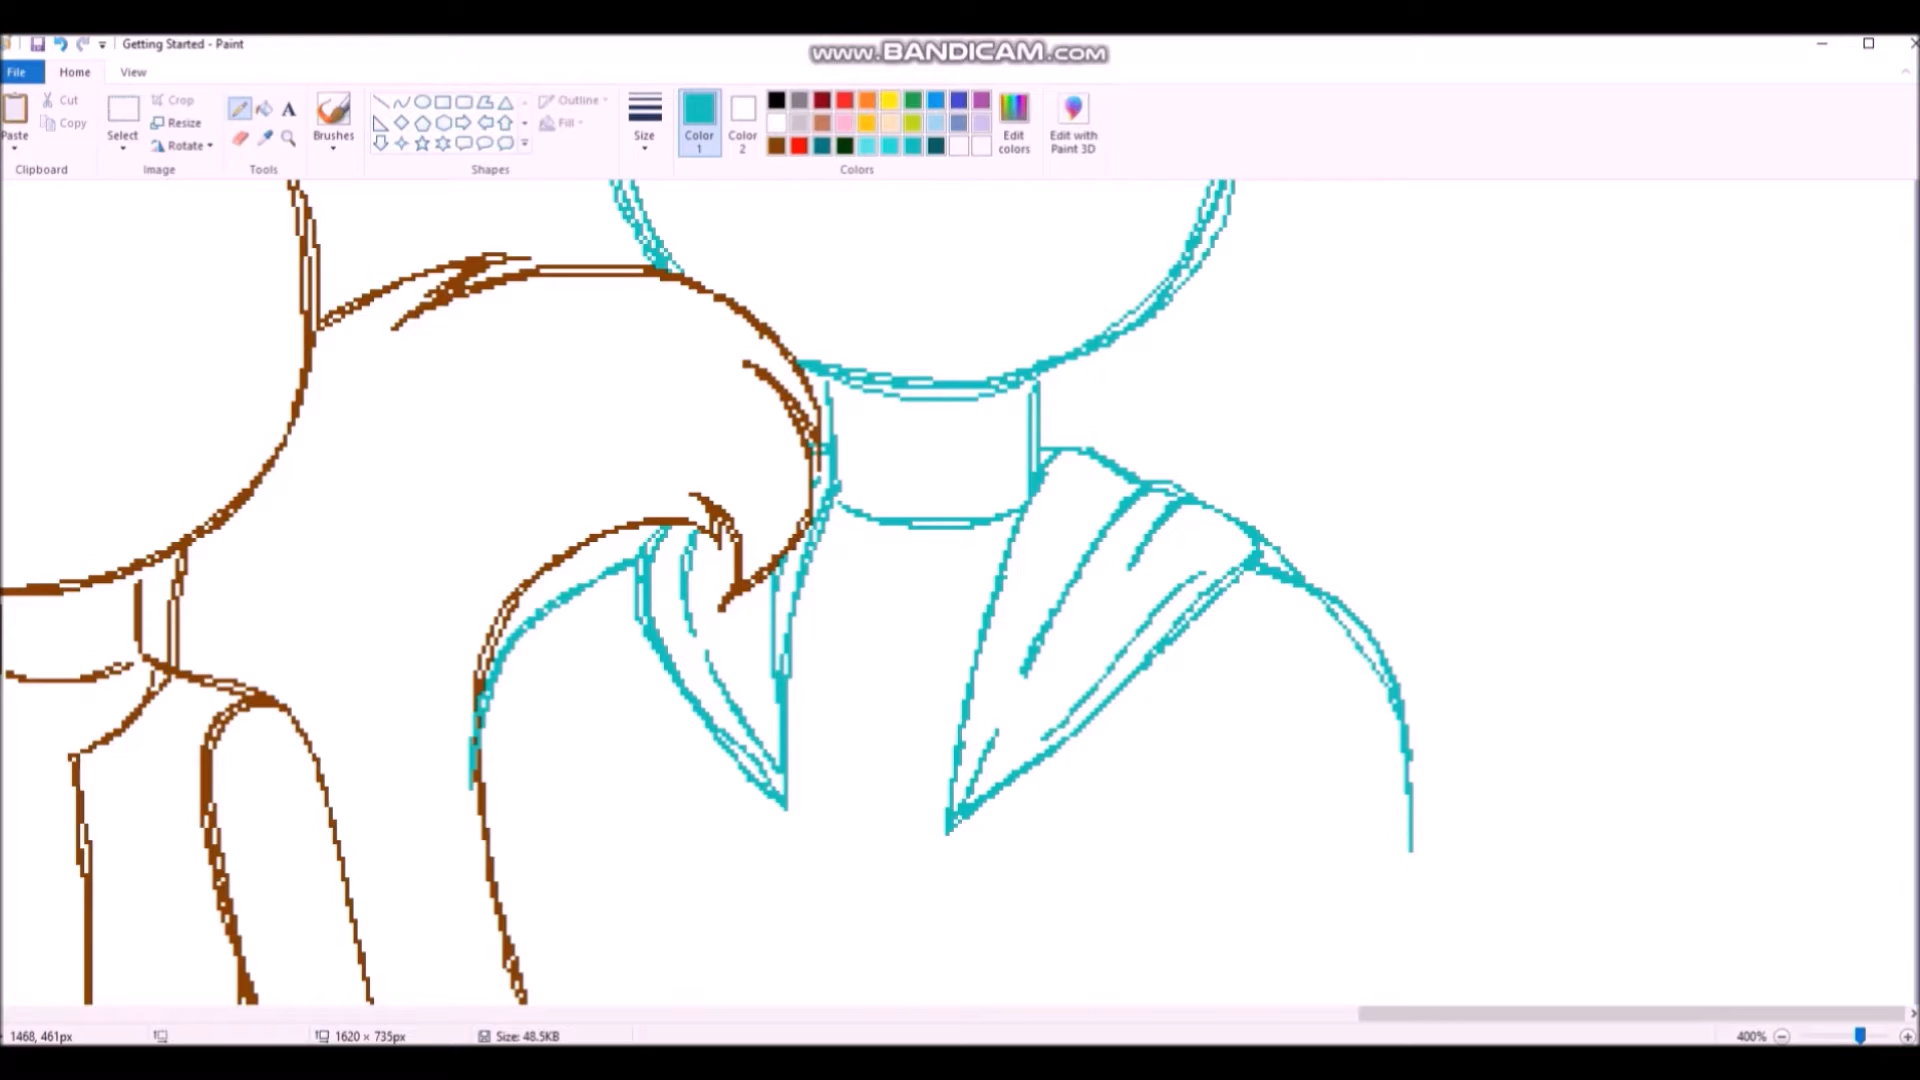 Getting Started - Paint
www.BANDICAM.com
File Home View
Paste
Cut
Copy
Clipboard
Select
Crop
Resize
Rotate
Image
Tools
Brushes
Outline
Fill
Shapes
Size
Color 1
Color 2
Edit colors
Edit with Paint 3D
Colors
1468, 461px
1620 × 735px
Size: 48.5KB
400%